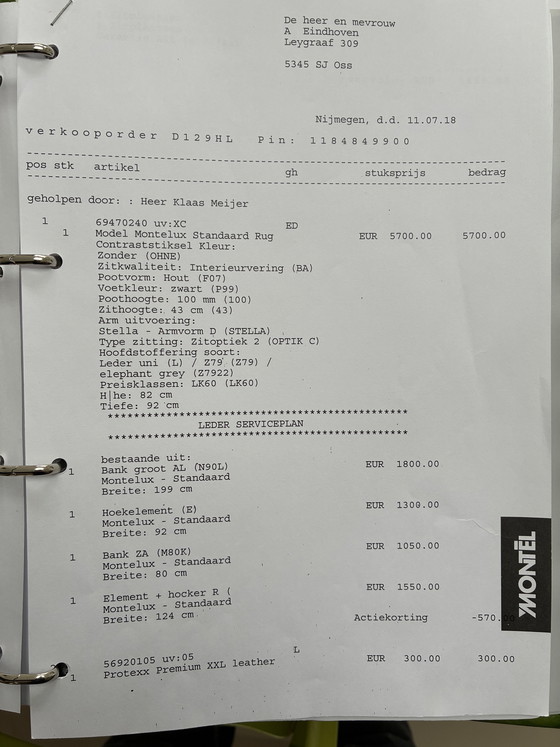 De heer en mevrouw
A Eindhoven
Leygraaf 309
5345 SJ Oss
Nijmegen, d.d. 11.07.18
verkooporder D129HL Pin: 1184849900
pos stk artikel gh stuksprijs bedrag
geholpen door: : Heer Klaas Meijer
1 69470240 uv:XC ED
1 Model Montelux Standaard Rug EUR 5700.00 5700.00
Contraststiksel Kleur:
Zonder (OHNE)
Zitkwaliteit: Interieurvering (BA)
Pootvorm: Hout (F07)
Voetkleur: zwart (P99)
Poothoogte: 100 mm (100)
Zithoogte: 43 cm (43)
Arm uitvoering:
Stella - Armvorm D (STELLA)
Type zitting: Zitoptiek 2 (OPTIK C)
Hoofdstoffering soort:
Leder uni (L) / Z79 (Z79) /
elephant grey (Z7922)
Preisklassen: LK60 (LK60)
H|he: 82 cm
Tiefe: 92 cm
**********************************************
LEDER SERVICEPLAN
**********************************************
bestaande uit:
1 Bank groot AL (N90L) EUR 1800.00
Montelux - Standaard
Breite: 199 cm
1 Hoekelement (E) EUR 1300.00
Montelux - Standaard
Breite: 92 cm
1 Bank ZA (M80K) EUR 1050.00
Montelux - Standaard
Breite: 80 cm
1 Element + hocker R ( EUR 1550.00
Montelux - Standaard
Breite: 124 cm
Actiekorting -570.00
56920105 uv:05 L
1 Protexx Premium XXL leather EUR 300.00 300.00
MONTÈL